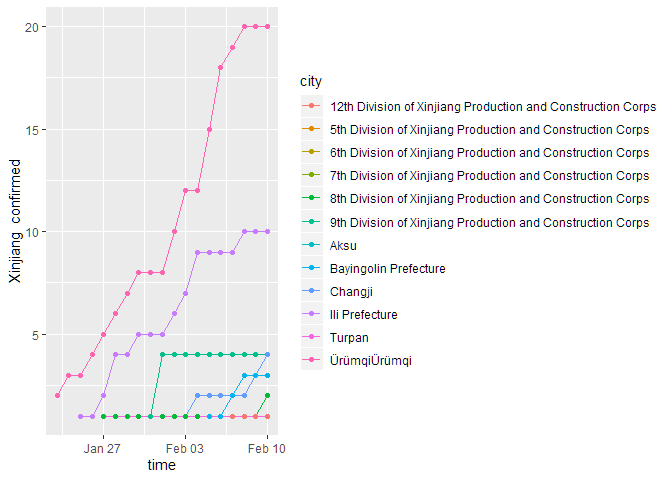 20
15
10
5
Xinjiang confirmed
Jan 27
Feb 03
Feb 10
time
city
12th Division of Xinjiang Production and Construction Corps
5th Division of Xinjiang Production and Construction Corps
6th Division of Xinjiang Production and Construction Corps
7th Division of Xinjiang Production and Construction Corps
8th Division of Xinjiang Production and Construction Corps
9th Division of Xinjiang Production and Construction Corps
Aksu
Bayingolin Prefecture
Changji
Ili Prefecture
Turpan
ÜrümqiÜrümqi